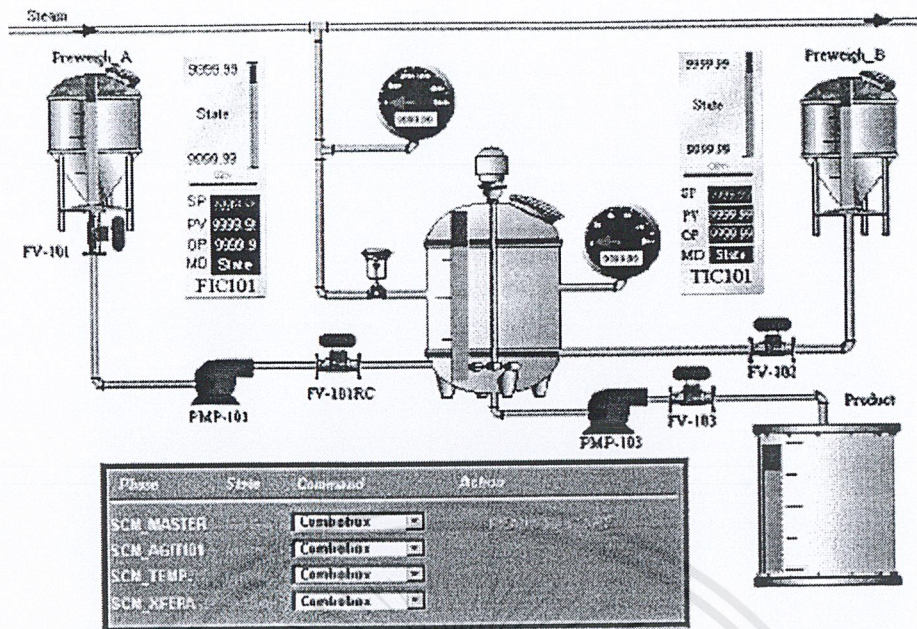 Steam
Preweigh_A
9999.99
State
9999.99
SP
PV 9999.99
OP 9999.9
MD State
FIC101
9999.99
9999.99
9999.99
State
9999.99
SP
PV 9999.99
OP 9999.99
MD State
TIC101
Preweigh_B
FV-101
PMP-101
FV-101RC
FV-102
PMP-103
FV-103
Product
Phase State Command Action
SCM_MASTER Combobox
SCM_AGIT101 Combobox
SCM_TEMP Combobox
SCM_XFERA Combobox